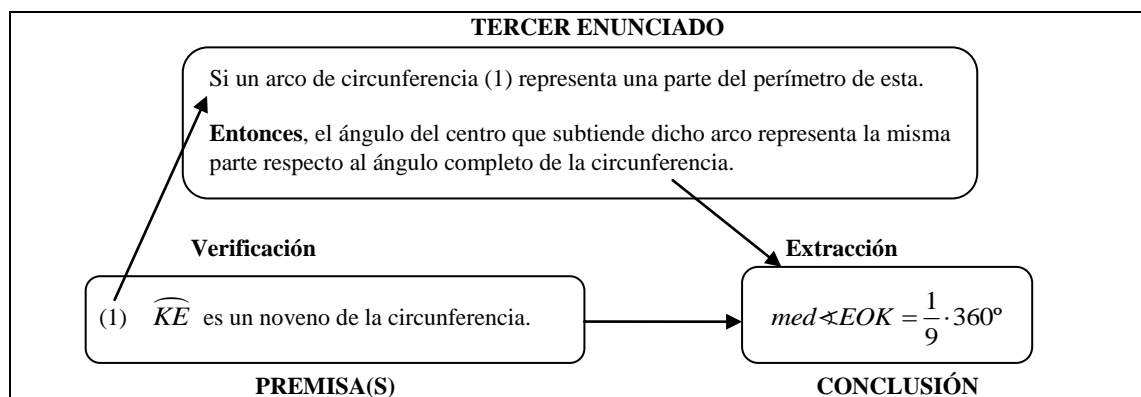 TERCER ENUNCIADO
Si un arco de circunferencia (1) representa una parte del perímetro de esta.
Entonces, el ángulo del centro que subtiende dicho arco representa la misma
parte respecto al ángulo completo de la circunferencia.
Verificación
Extracción
(1) \(\widehat{KE}\) es un noveno de la circunferencia.
med∢EOK = \(\frac{1}{9}\) · 360º
PREMISA(S)
CONCLUSIÓN